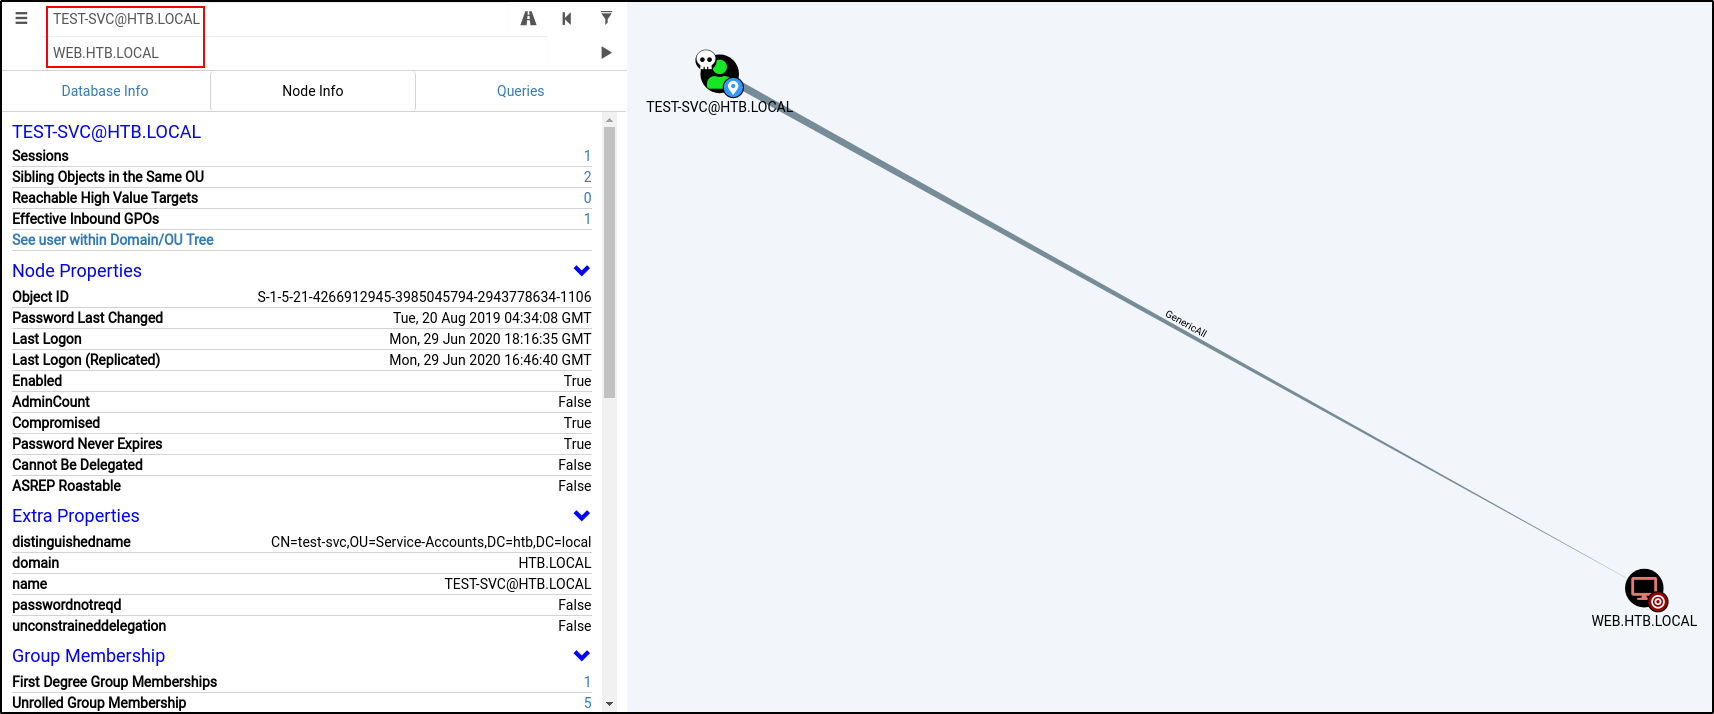 TEST-SVC@HTB.LOCAL
WEB.HTB.LOCAL
Database Info Node Info Queries
TEST-SVC@HTB.LOCAL
Sessions 1
Sibling Objects in the Same OU 2
Reachable High Value Targets 0
Effective Inbound GPOs 1
See user within Domain/OU Tree
Node Properties
Object ID S-1-5-21-4266912945-3985045794-2943778634-1106
Password Last Changed Tue, 20 Aug 2019 04:34:08 GMT
Last Logon Mon, 29 Jun 2020 18:16:35 GMT
Last Logon (Replicated) Mon, 29 Jun 2020 16:46:40 GMT
Enabled True
AdminCount False
Compromised True
Password Never Expires True
Cannot Be Delegated False
ASREP Roastable False
Extra Properties
distinguishedname CN=test-svc,OU=Service-Accounts,DC=htb,DC=local
domain HTB.LOCAL
name TEST-SVC@HTB.LOCAL
passwordnotreqd False
unconstraineddelegation False
Group Membership
First Degree Group Memberships 1
Unrolled Group Membership 5
TEST-SVC@HTB.LOCAL
GenericAll
WEB.HTB.LOCAL